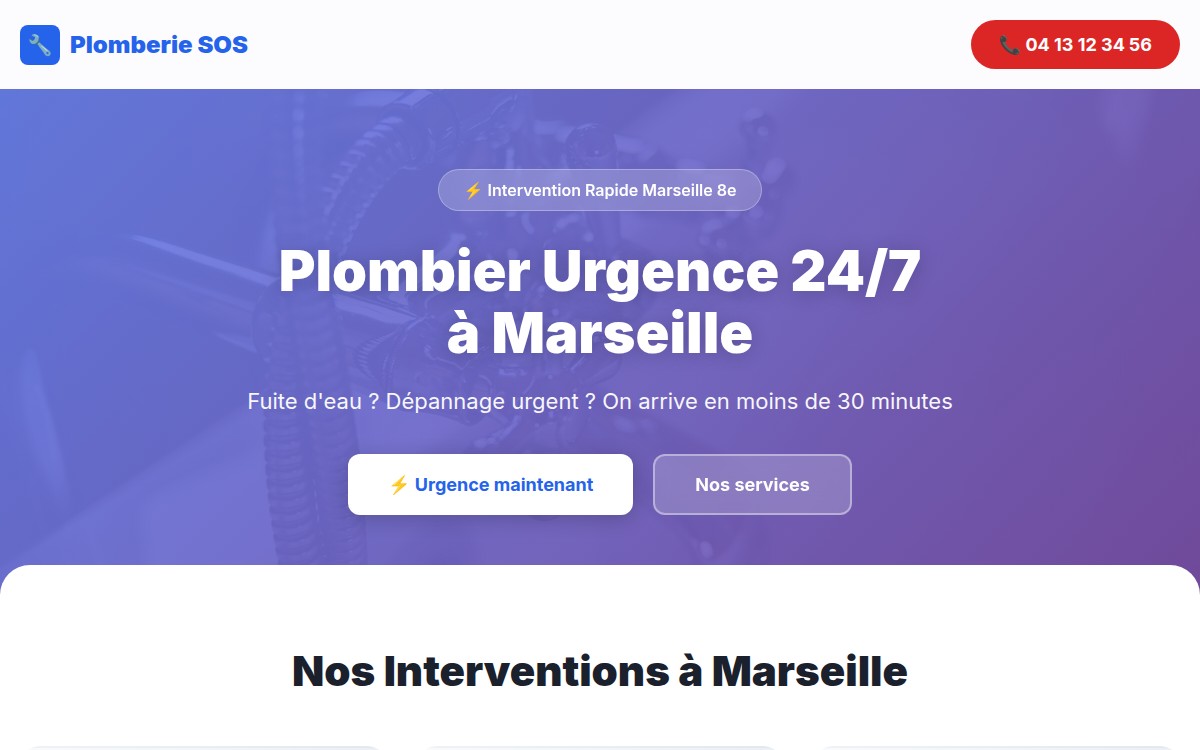 🔧 Plomberie SOS
📞 04 13 12 34 56
⚡ Intervention Rapide Marseille 8e
Plombier Urgence 24/7
à Marseille
Fuite d'eau ? Dépannage urgent ? On arrive en moins de 30 minutes
⚡ Urgence maintenant
Nos services
Nos Interventions à Marseille